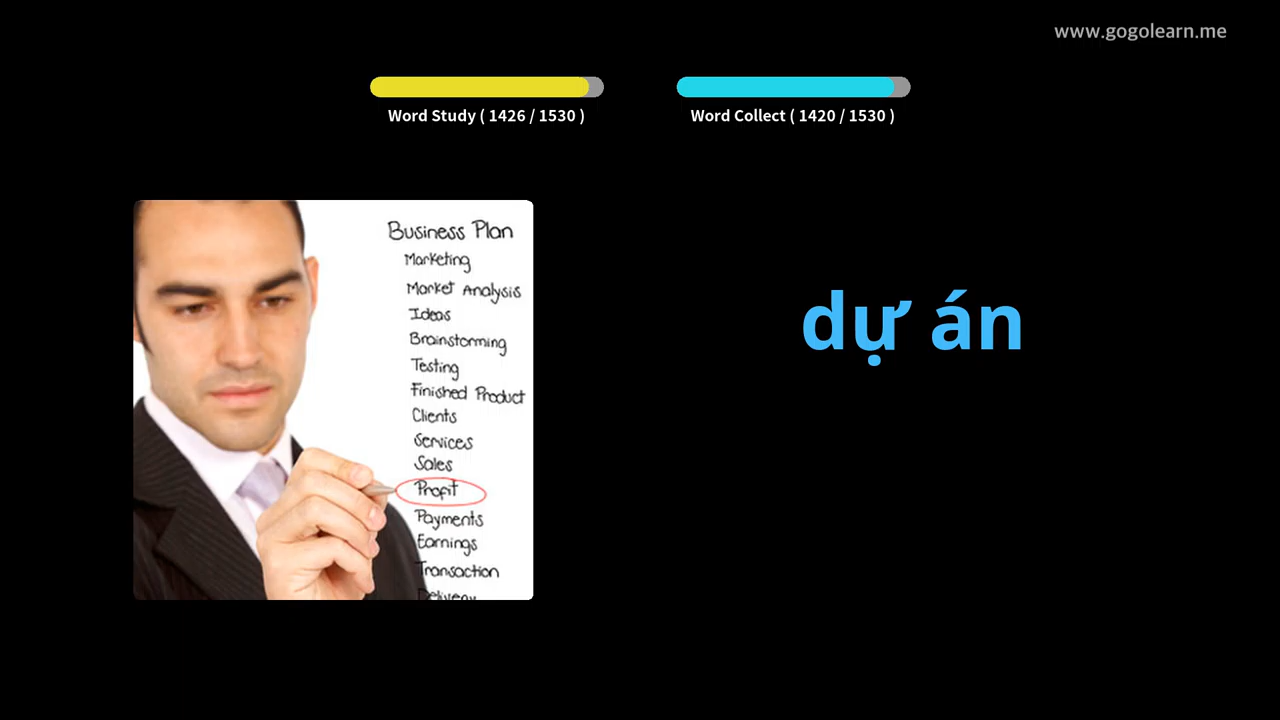 www.gogolearn.me
Word Study ( 1426 / 1530 )
Word Collect ( 1420 / 1530 )
Business Plan
Marketing
Market Analysis
Ideas
Brainstorming
Testing
Finished Product
Clients
Services
Sales
Profit
Payments
Earnings
Transaction
Delivery
dự án